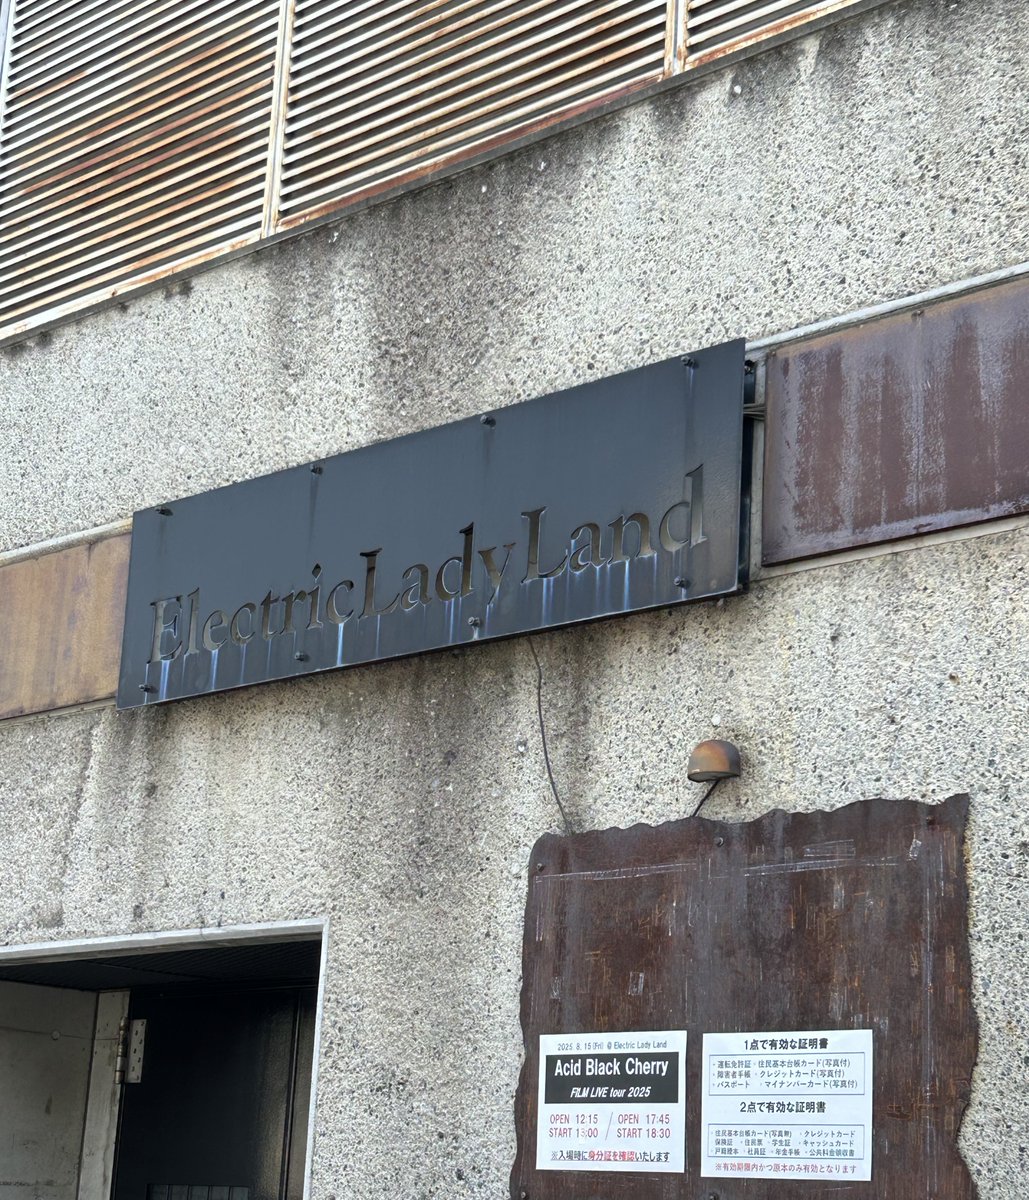 ElectricLadyLand
2025. 8. 15(Fri) @ Electric Lady Land
Acid Black Cherry
FILM LIVE tour 2025
OPEN 12:15 / OPEN 17:45
START 13:00 / START 18:30
※入場時に身分証を確認いたします
1点で有効な証明書
・運転免許証 ・住民基本台帳カード(写真付)
・障害者手帳 ・クレジットカード(写真付)
・パスポート ・マイナンバーカード(写真付)
2点で有効な証明書
・住民基本台帳カード(写真無) ・クレジットカード
・保険証 ・住民票 ・学生証 ・キャッシュカード
・戸籍謄本 ・社員証 ・年金手帳 ・公共料金領収書
※有効期限内かつ原本のみ有効となります